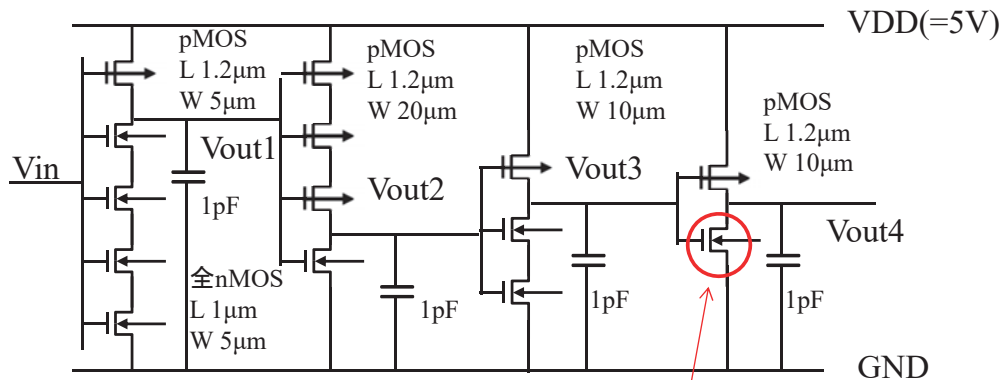 VDD(=5V)
pMOS
L 1.2μm
W 5μm
pMOS
L 1.2μm
W 20μm
pMOS
L 1.2μm
W 10μm
pMOS
L 1.2μm
W 10μm
Vin
Vout1
Vout2
Vout3
Vout4
1pF
1pF
1pF
1pF
全nMOS
L 1μm
W 5μm
GND